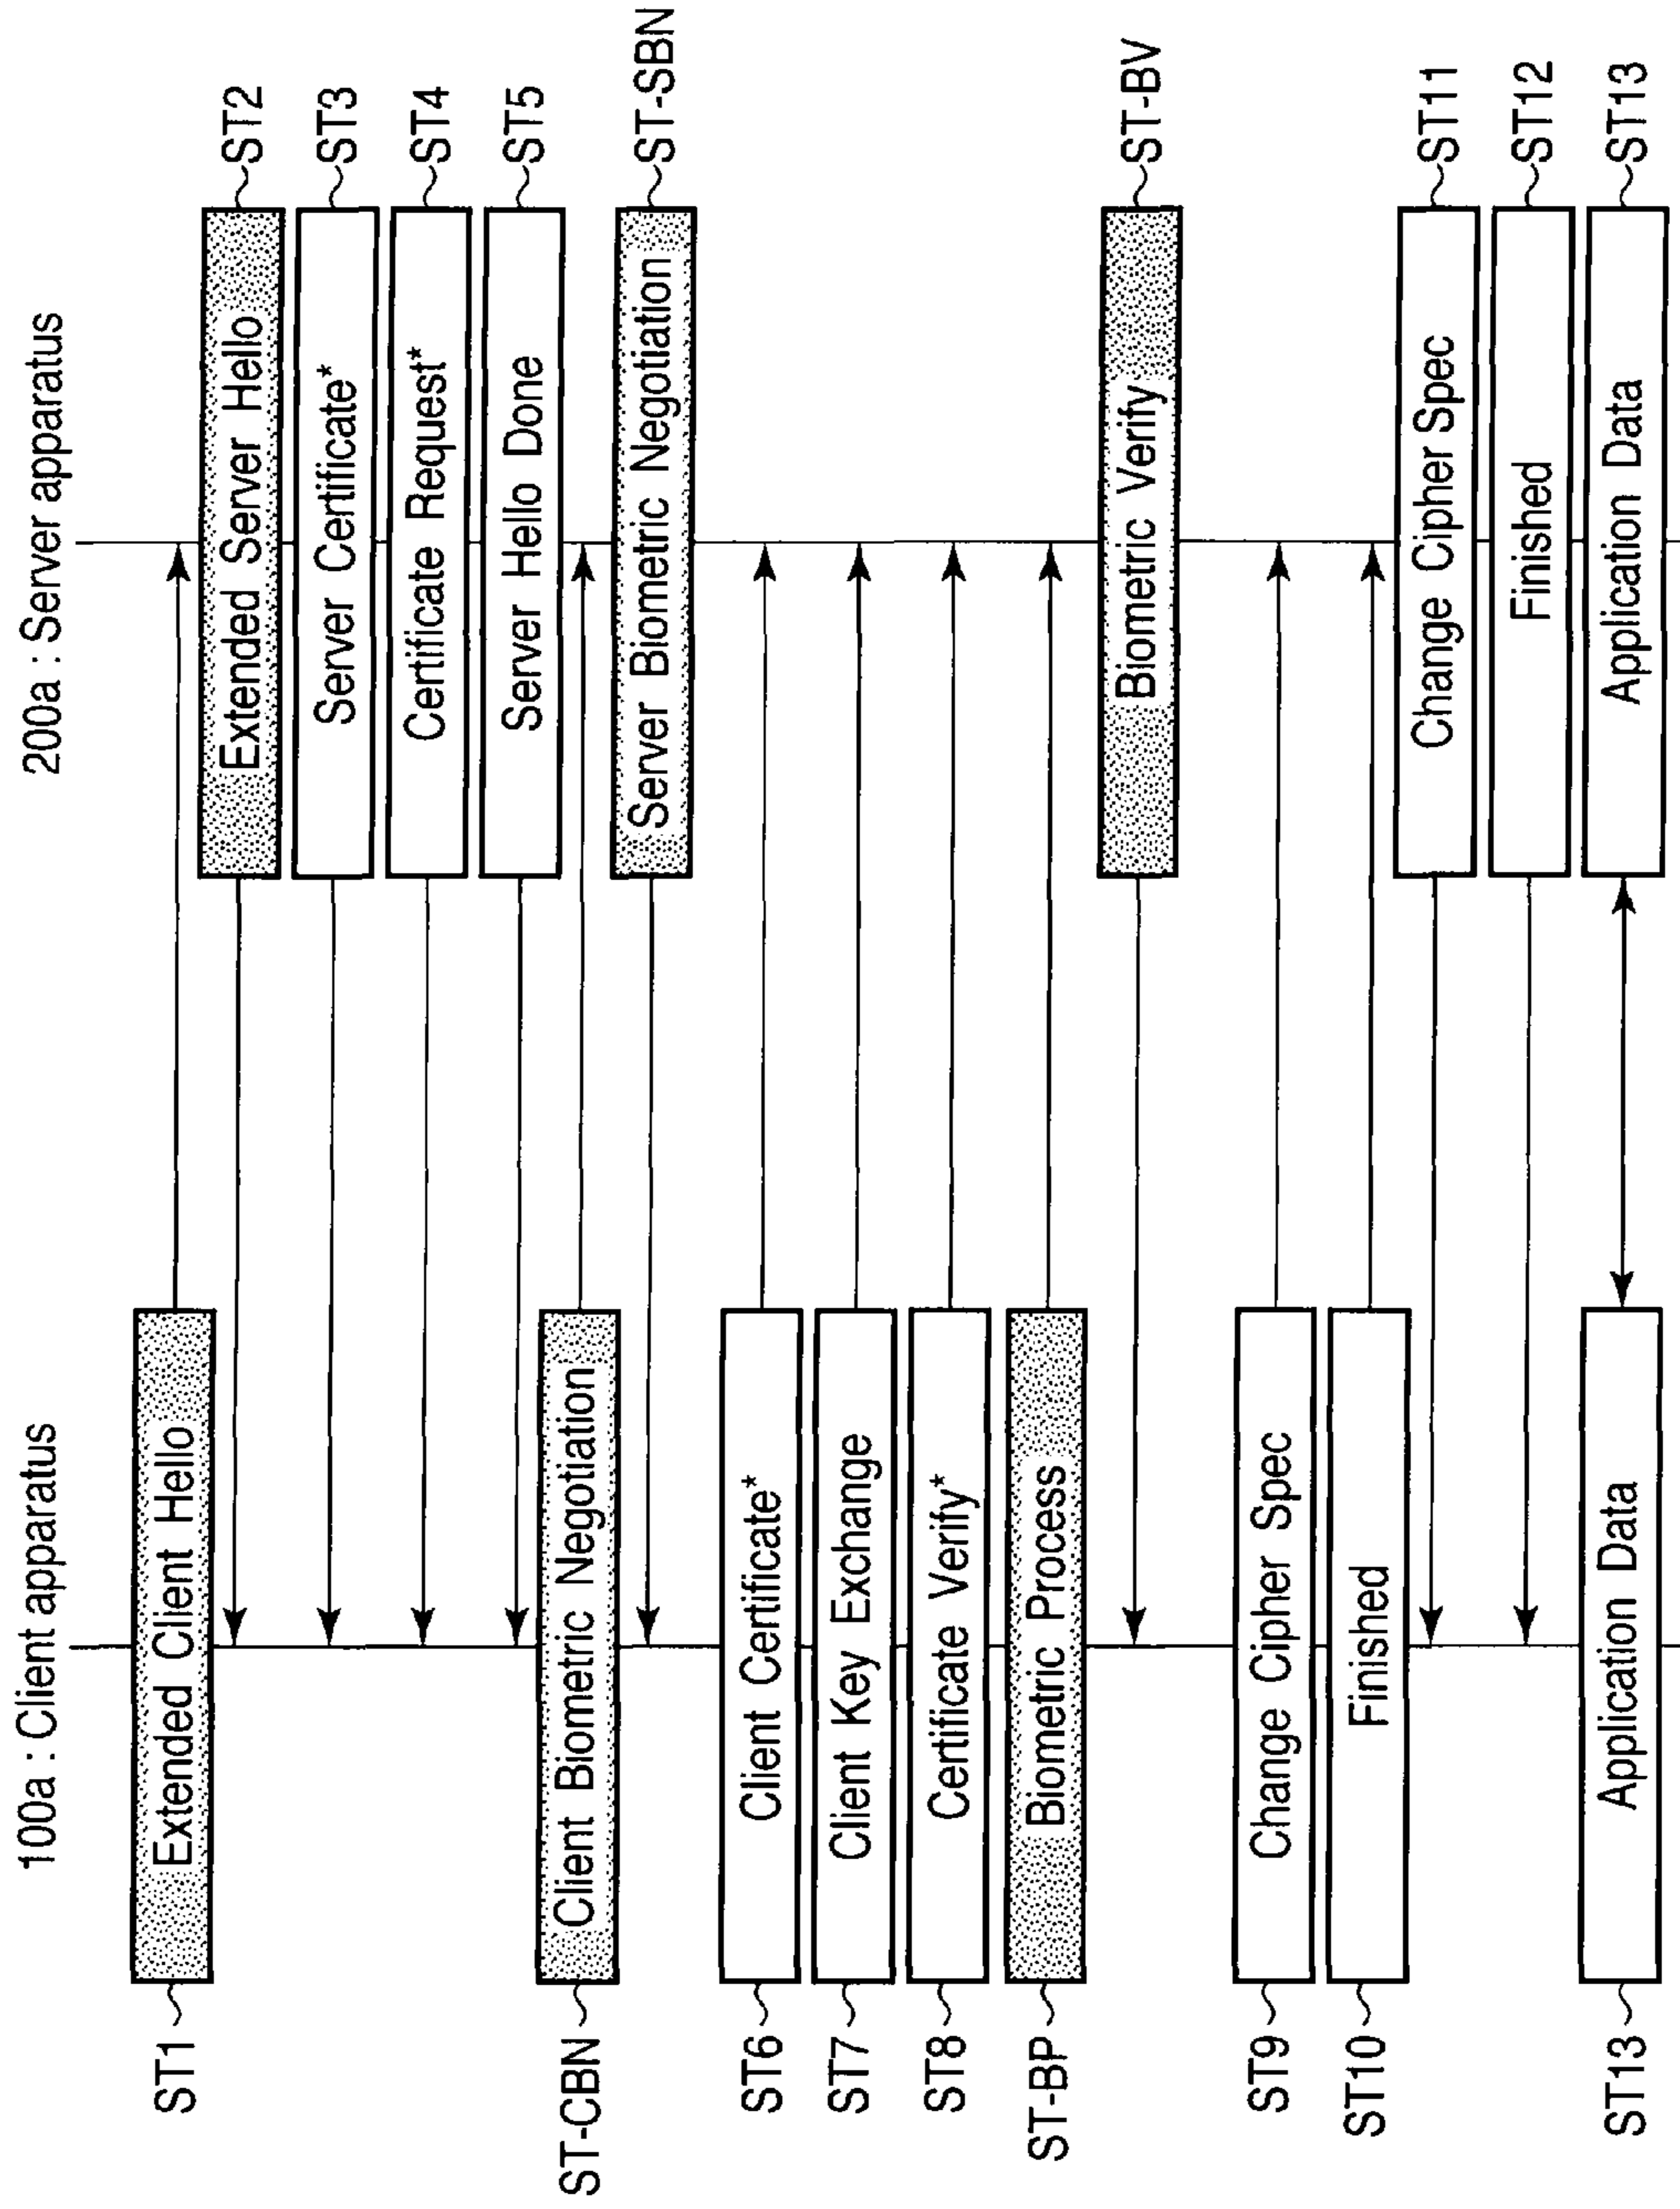 100a : Client apparatus
200a : Server apparatus
ST1
Extended Client Hello
Extended Server Hello
ST2
Server Certificate*
ST3
Certificate Request*
ST4
Server Hello Done
ST5
ST-CBN
Client Biometric Negotiation
Server Biometric Negotiation
ST-SBN
ST6
Client Certificate*
ST7
Client Key Exchange
ST8
Certificate Verify*
ST-BP
Biometric Process
Biometric Verify
ST-BV
ST9
Change Cipher Spec
ST10
Finished
Change Cipher Spec
ST11
Finished
ST12
ST13
Application Data
Application Data
ST13